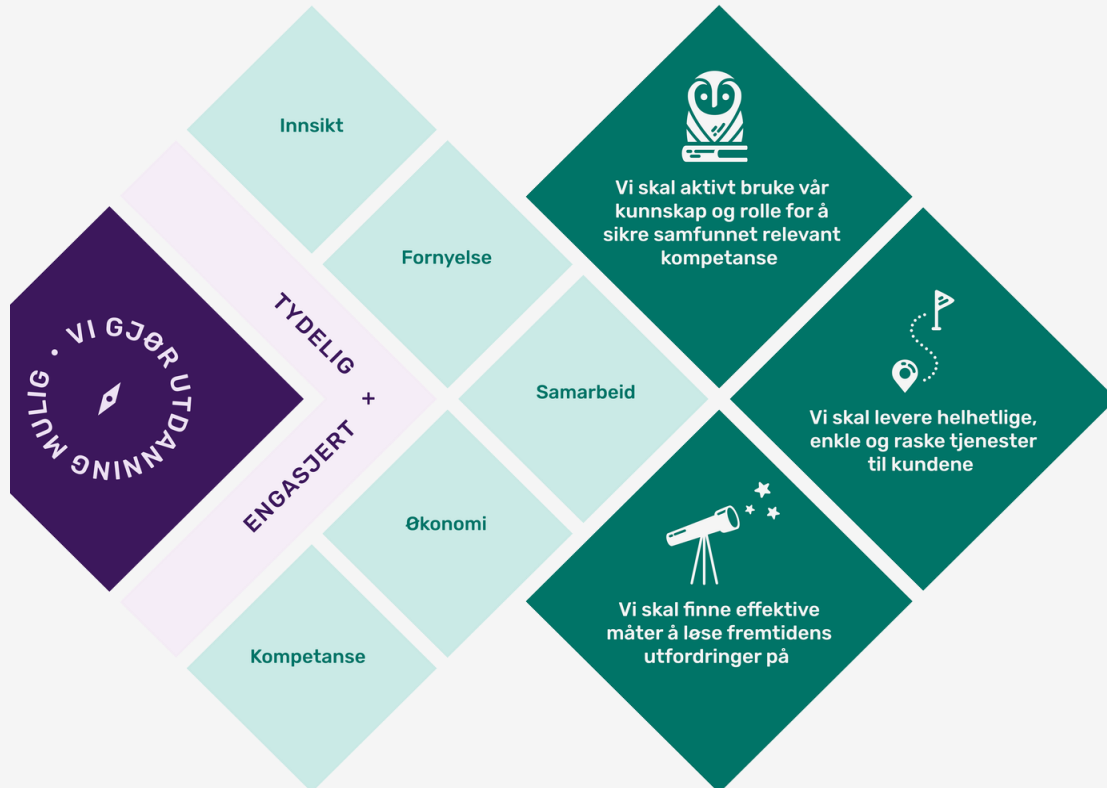 VI GJØR UTDANNING MULIG •
TYDELIG
+
ENGASJERT
Innsikt
Fornyelse
Samarbeid
Økonomi
Kompetanse
Vi skal aktivt bruke vår
kunnskap og rolle for å
sikre samfunnet relevant
kompetanse
Vi skal levere helhetlige,
enkle og raske tjenester
til kundene
Vi skal finne effektive
måter å løse fremtidens
utfordringer på